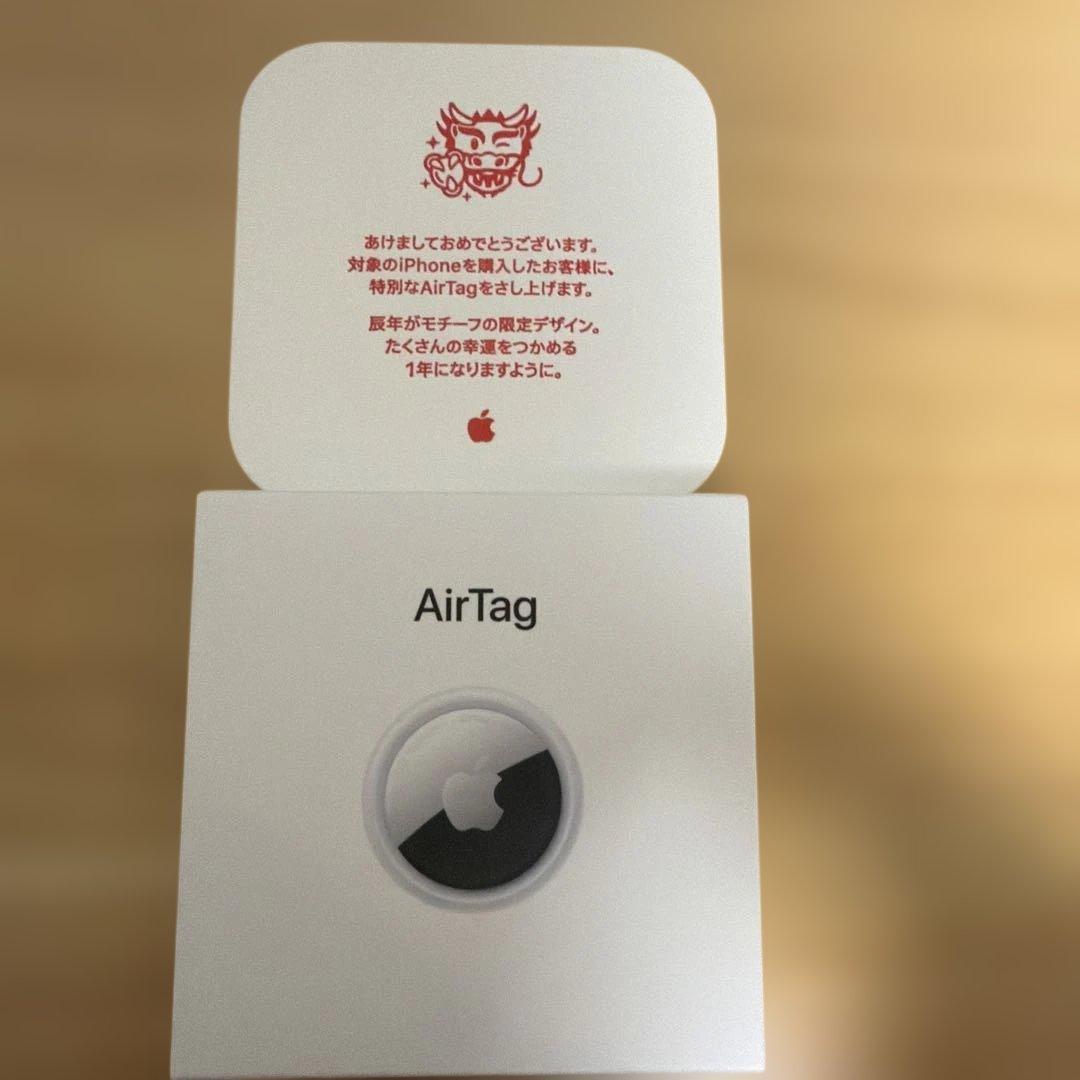 あけましておめでとうございます。
対象のiPhoneを購入したお客様に、
特別なAirTagをさし上げます。
辰年がモチーフの限定デザイン。
たくさんの幸運をつかめる
1年になりますように。
AirTag